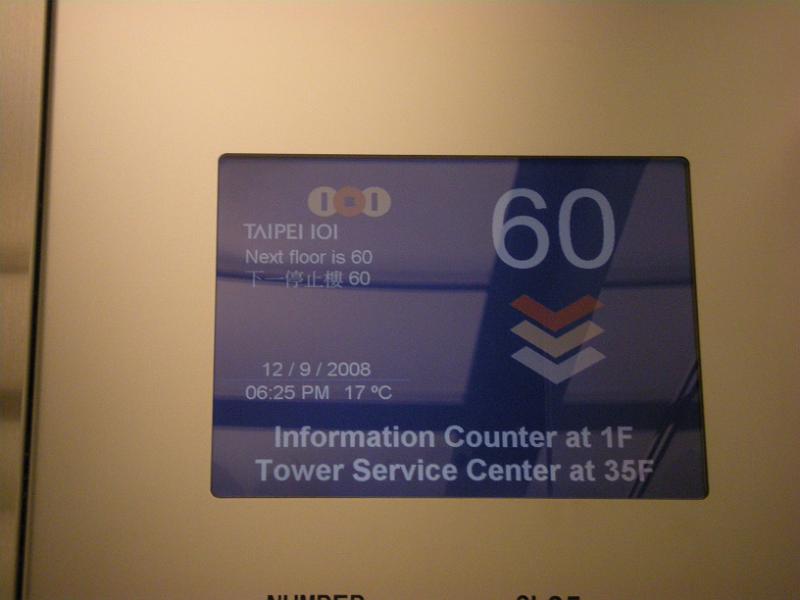 TAIPEI 101
60
Next floor is 60
下一停止樓 60
12 / 9 / 2008
06:25 PM 17 ºC
Information Counter at 1F
Tower Service Center at 35F
NUMBER